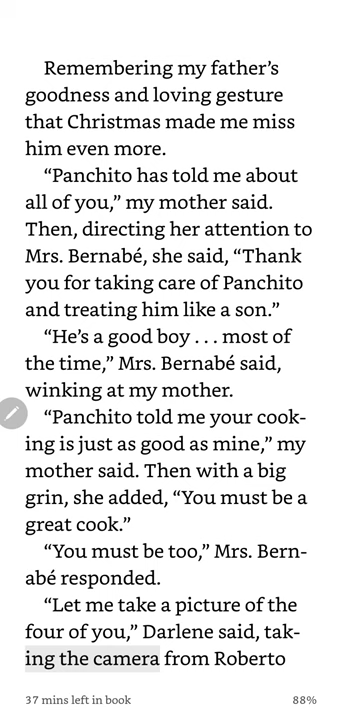 Remembering my father’s
goodness and loving gesture
that Christmas made me miss
him even more.
“Panchito has told me about
all of you,” my mother said.
Then, directing her attention to
Mrs. Bernabé, she said, “Thank
you for taking care of Panchito
and treating him like a son.”
“He’s a good boy . . . most of
the time,” Mrs. Bernabé said,
winking at my mother.
“Panchito told me your cook-
ing is just as good as mine,” my
mother said. Then with a big
grin, she added, “You must be a
great cook.”
“You must be too,” Mrs. Bern-
abé responded.
“Let me take a picture of the
four of you,” Darlene said, tak-
ing the camera from Roberto
37 mins left in book 88%